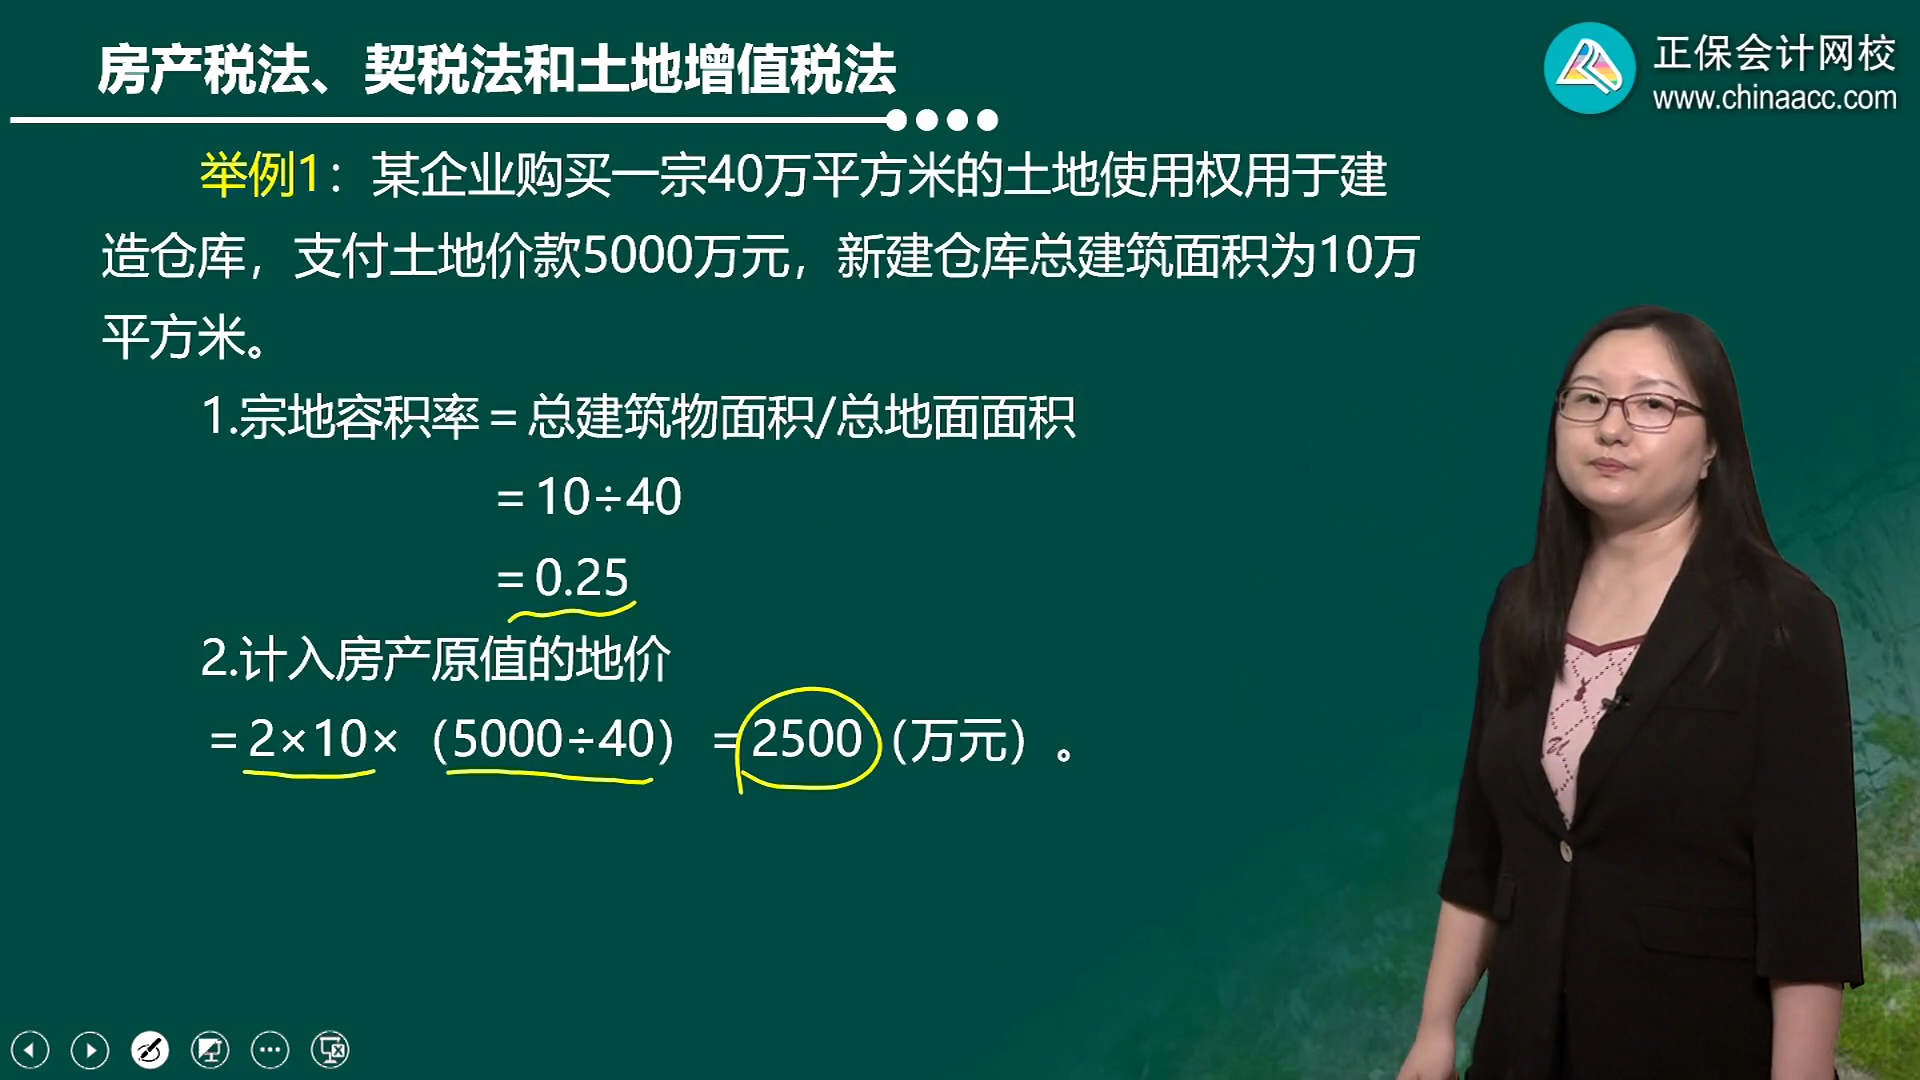 房产税法、契税法和土地增值税法
正保会计网校
www.chinaacc.com
举例1：某企业购买一宗40万平方米的土地使用权用于建
造仓库，支付土地价款5000万元，新建仓库总建筑面积为10万
平方米。
1.宗地容积率＝总建筑物面积/总地面面积
＝10÷40
＝0.25
2.计入房产原值的地价
＝2×10×（5000÷40）＝2500（万元）。